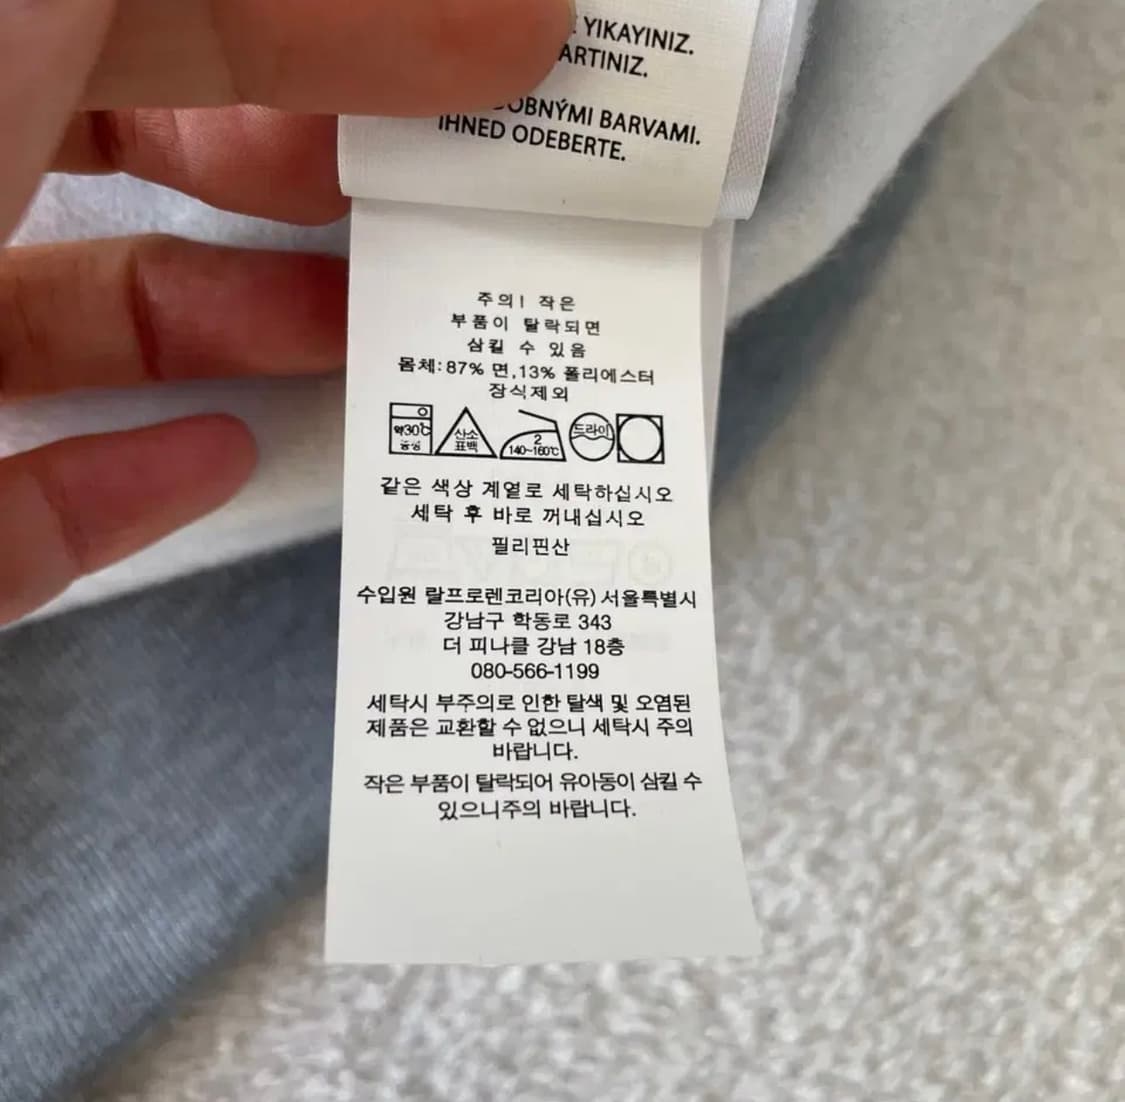 YIKAYINIZ.
ARTINIZ.
OBNÝMI BARVAMI.
IHNED ODEBERTE.
주의! 작은
부품이 탈락되면
삼킬 수 있음
몸체:87% 면,13% 폴리에스터
장식제외
약30℃
중성
산소
표백
2
140~160℃
드라이
같은 색상 계열로 세탁하십시오
세탁 후 바로 꺼내십시오
필리핀산
수입원 랄프로렌코리아(유) 서울특별시
강남구 학동로 343
더 피나클 강남 18층
080-566-1199
세탁시 부주의로 인한 탈색 및 오염된
제품은 교환할 수 없으니 세탁시 주의
바랍니다.
작은 부품이 탈락되어 유아동이 삼킬 수
있으니주의 바랍니다.